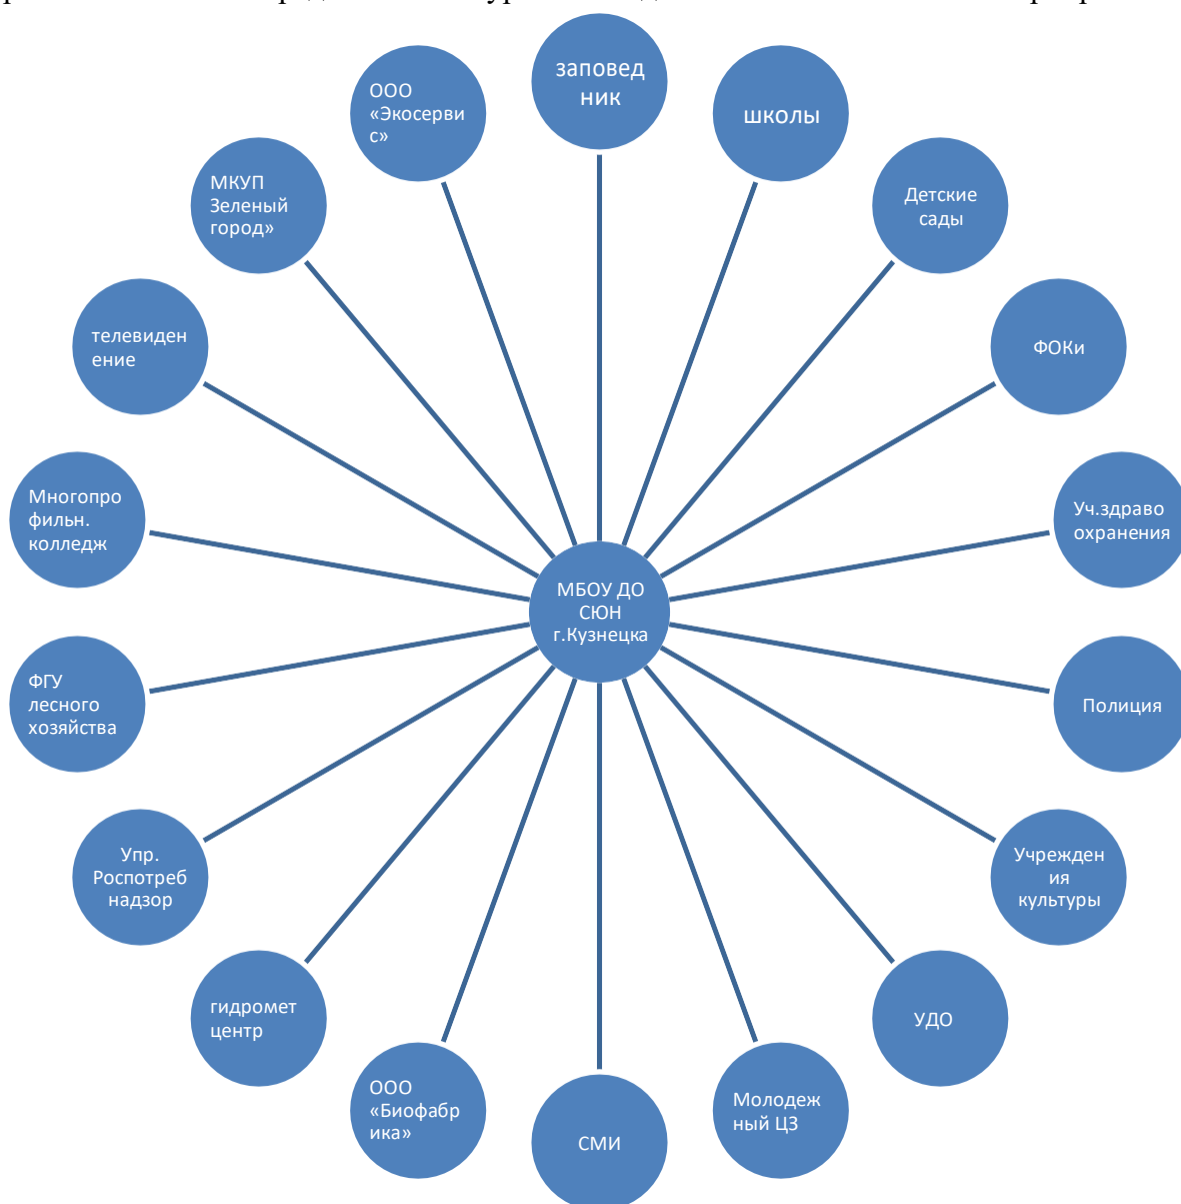 заповед
ник
школы
Детские
сады
ФОКи
Уч.здраво
охранения
Полиция
Учрежден
ия
культуры
УДО
Молодеж
ный ЦЗ
СМИ
ООО
«Биофабр
ика»
гидромет
центр
Упр.
Роспотреб
надзор
ФГУ
лесного
хозяйства
Многопро
фильн.
колледж
телевиден
ение
МКУП
Зеленый
город»
ООО
«Экосерви
с»
МБОУ ДО
СЮН
г.Кузнецка